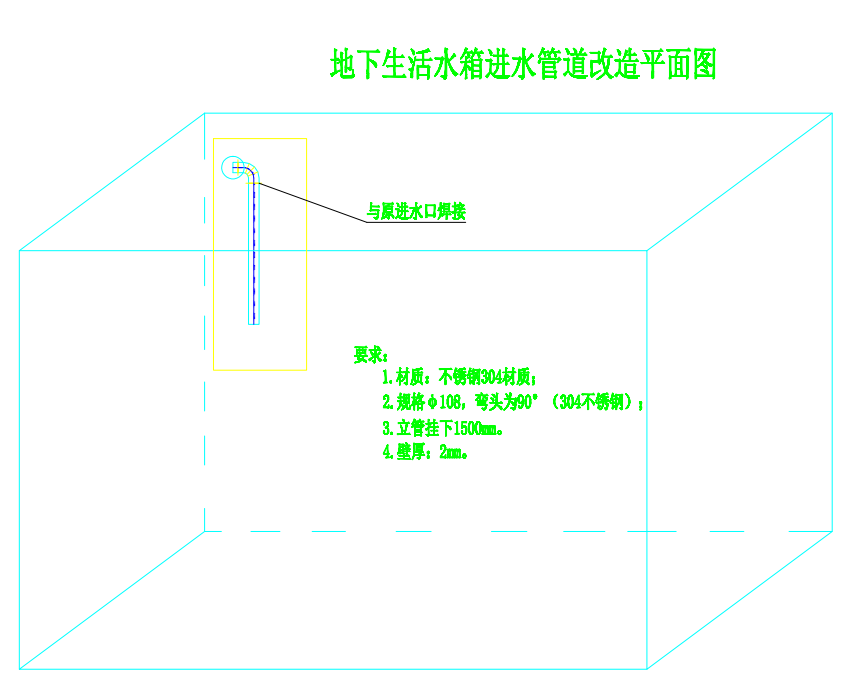 地下生活水箱进水管道改造平面图
与原进水口焊接
要求：
1.材质：不锈钢304材质；
2.规格φ108，弯头为90°（304不锈钢）；
3.立管挂下1500mm。
4.壁厚：2mm。